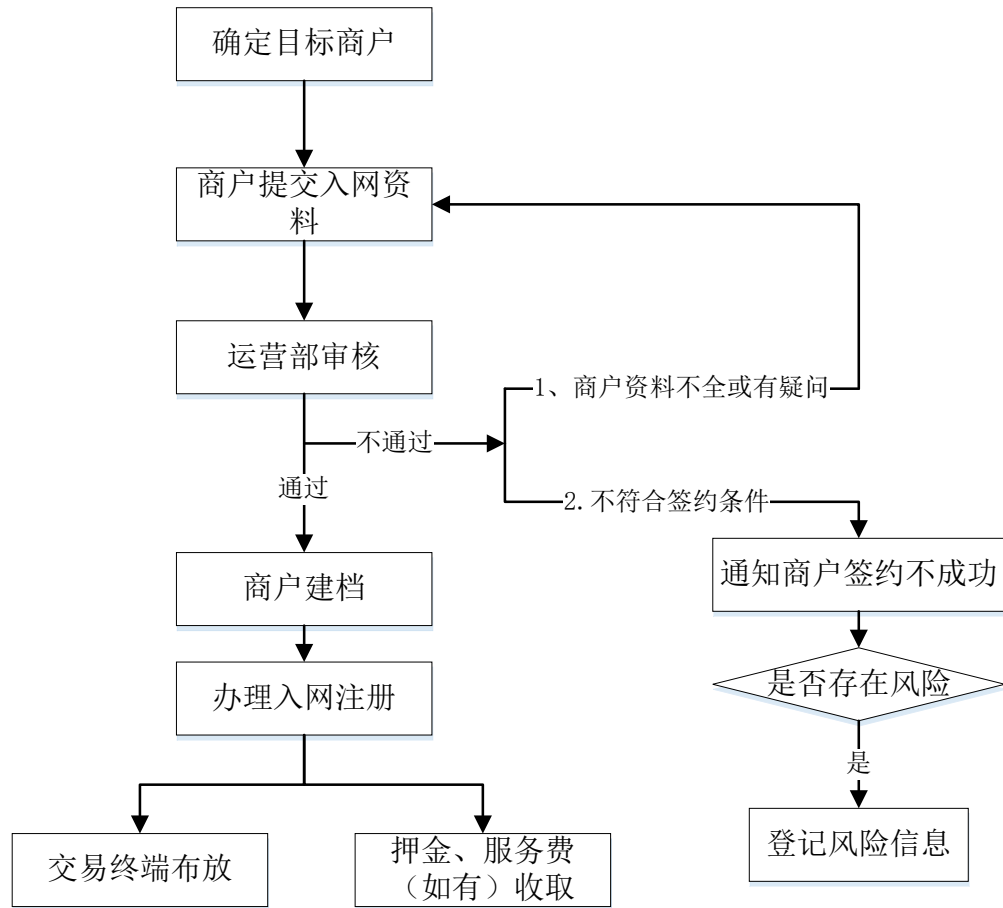 确定目标商户
商户提交入网资
料
运营部审核
1、商户资料不全或有疑问
不通过
通过
2.不符合签约条件
商户建档
通知商户签约不成功
办理入网注册
是否存在风险
是
交易终端布放
押金、服务费
（如有）收取
登记风险信息